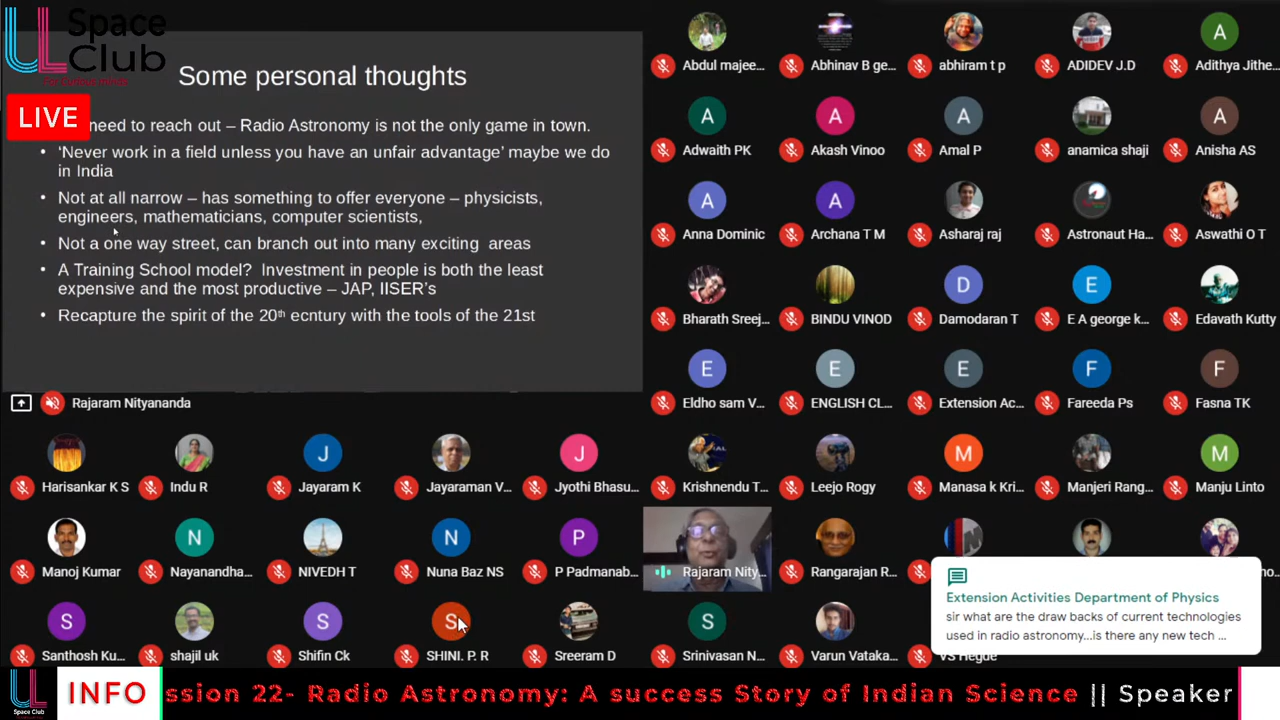 UL Space
Club
For Curious Minds
LIVE
Some personal thoughts
need to reach out – Radio Astronomy is not the only game in town.
• ‘Never work in a field unless you have an unfair advantage’ maybe we do
in India
• Not at all narrow – has something to offer everyone – physicists,
engineers, mathematicians, computer scientists,
• Not a one way street, can branch out into many exciting areas
• A Training School model? Investment in people is both the least
expensive and the most productive – JAP, IISER's
• Recapture the spirit of the 20th ecntury with the tools of the 21st
Abdul majee...
Abhinav B ge...
abhiram t p
ADIDEV J.D
A
Adithya Jithe...
A
Adwaith PK
A
Akash Vinoo
A
Amal P
anamica shaji
A
Anisha AS
A
Anna Dominic
A
Archana T M
Asharaj raj
Astronaut Ha...
Aswathi O T
Bharath Sreej...
BINDU VINOD
D
Damodaran T
E
E A george k...
Edavath Kutty
Rajaram Nityananda
E
Eldho sam V...
E
ENGLISH CL...
E
Extension Ac...
F
Fareeda Ps
F
Fasna TK
Harisankar K S
Indu R
J
Jayaram K
Jayaraman V...
J
Jyothi Bhasu...
Krishnendu T...
Leejo Rogy
M
Manasa k Kri...
Manjeri Rang...
M
Manju Linto
Manoj Kumar
N
Nayanandha...
NIVEDH T
N
Nuna Baz NS
P
P Padmanab...
Rajaram Nity...
Rangarajan R...
Extension Activities Department of Physics
sir what are the draw backs of current technologies
used in radio astronomy...is there any new tech ...
S
Santhosh Ku...
shajil uk
S
Shifin Ck
S
SHINI. P. R
Sreeram D
S
Srinivasan N...
Varun Vataka...
VS Hegde
UL
Space Club
INFO
ssion 22- Radio Astronomy: A success Story of Indian Science || Speaker